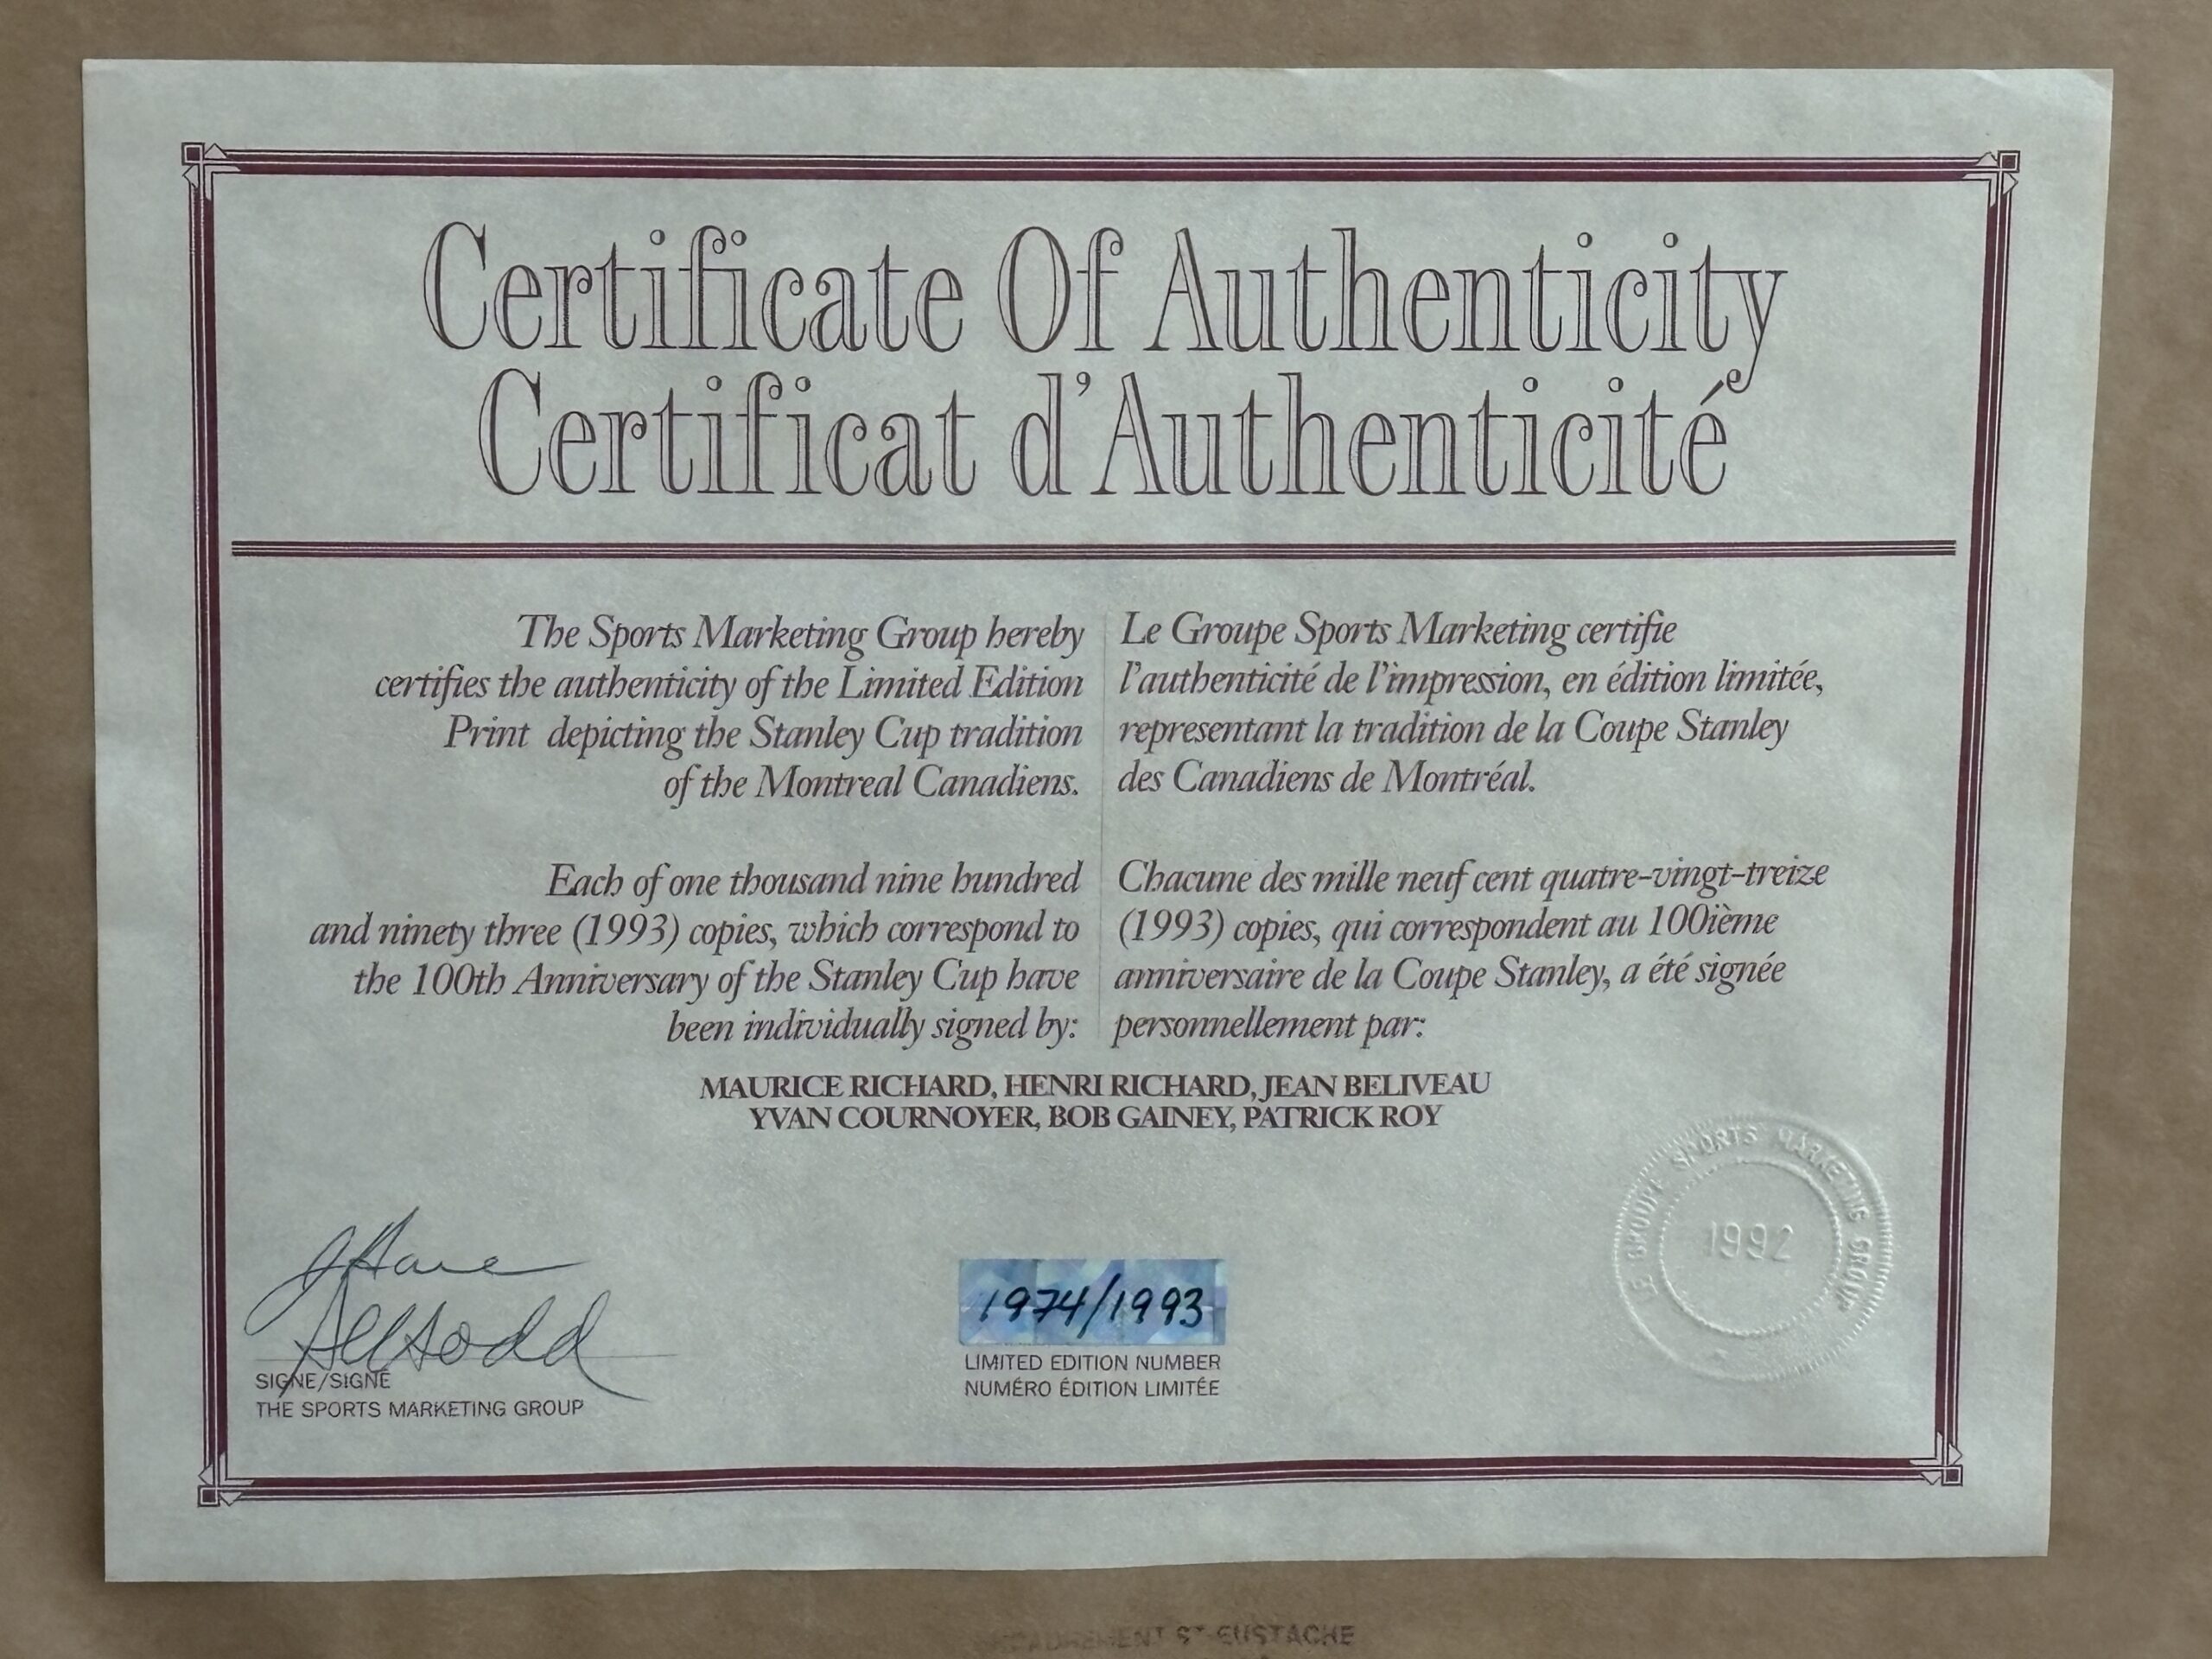 Certificate Of Authenticity
Certificat d'Authenticité
The Sports Marketing Group hereby
certifies the authenticity of the Limited Edition
Print depicting the Stanley Cup tradition
of the Montreal Canadiens.
Each of one thousand nine hundred
and ninety three (1993) copies, which correspond to
the 100th Anniversary of the Stanley Cup have
been individually signed by:
Le Groupe Sports Marketing certifie
l'authenticité de l'impression, en édition limitée,
representant la tradition de la Coupe Stanley
des Canadiens de Montréal.
Chacune des mille neuf cent quatre-vingt-treize
(1993) copies, qui correspondent au 100ième
anniversaire de la Coupe Stanley, a été signée
personnellement par:
MAURICE RICHARD, HENRI RICHARD, JEAN BELIVEAU
YVAN COURNOYER, BOB GAINEY, PATRICK ROY
SIGNE/SIGNÉ
THE SPORTS MARKETING GROUP
1974/1993
LIMITED EDITION NUMBER
NUMÉRO ÉDITION LIMITÉE
LE GROUPE SPORTS MARKETING GROUP
1992
ST-EUSTACHE